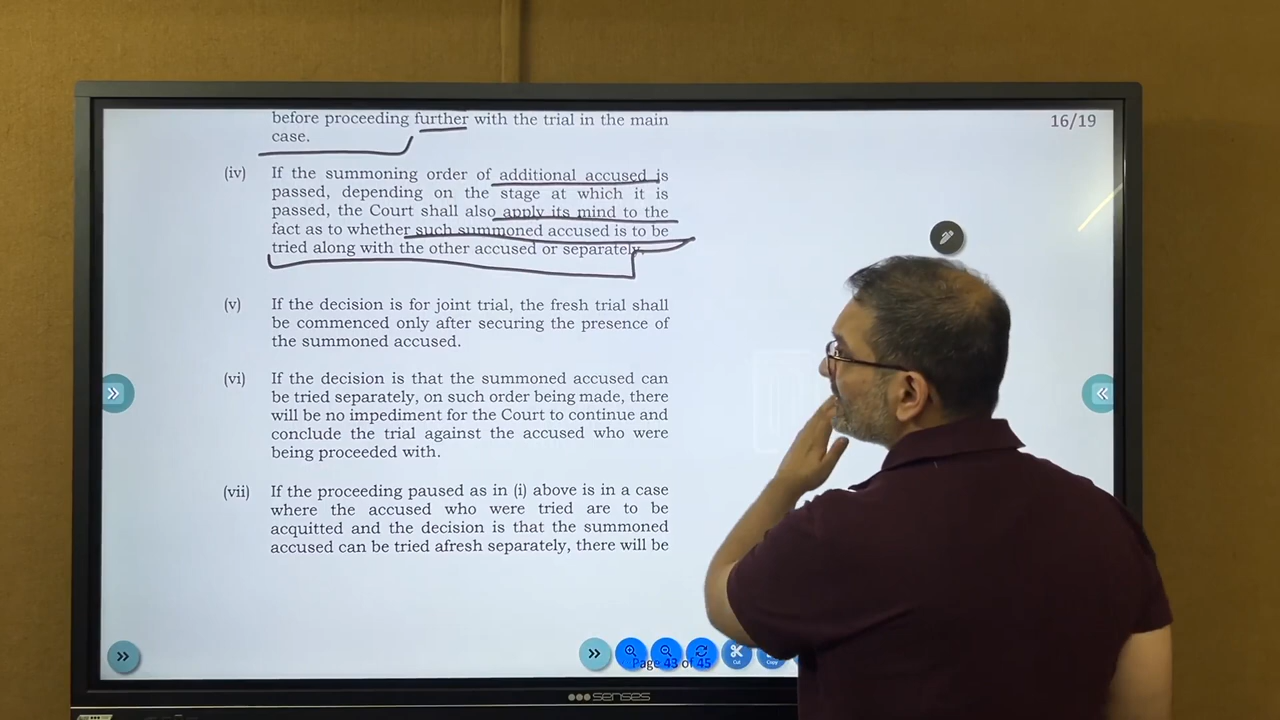 before proceeding further with the trial in the main
case.
16/19
(iv) If the summoning order of additional accused is
passed, depending on the stage at which it is
passed, the Court shall also apply its mind to the
fact as to whether such summoned accused is to be
tried along with the other accused or separately.
(v) If the decision is for joint trial, the fresh trial shall
be commenced only after securing the presence of
the summoned accused.
(vi) If the decision is that the summoned accused can
be tried separately, on such order being made, there
will be no impediment for the Court to continue and
conclude the trial against the accused who were
being proceeded with.
(vii) If the proceeding paused as in (i) above is in a case
where the accused who were tried are to be
acquitted and the decision is that the summoned
accused can be tried afresh separately, there will be
Page 43 of 45
Cut
Copy
senses